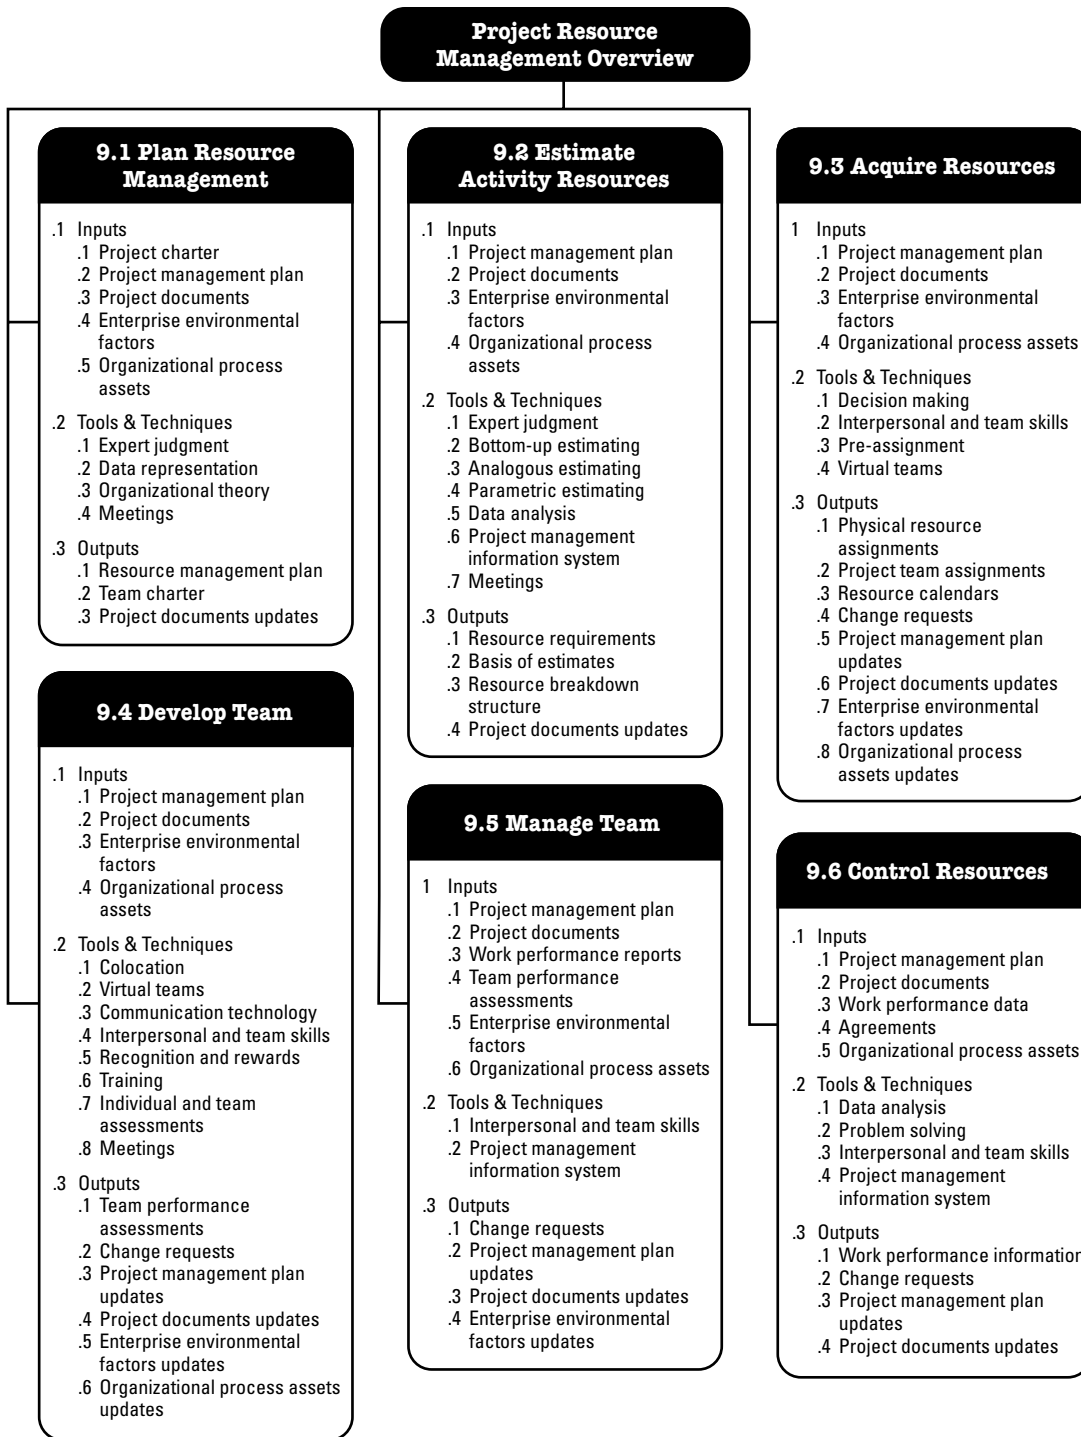 Project Resource
Management Overview
9.1 Plan Resource
Management
.1 Inputs
.1 Project charter
.2 Project management plan
.3 Project documents
.4 Enterprise environmental
factors
.5 Organizational process
assets
.2 Tools & Techniques
.1 Expert judgment
.2 Data representation
.3 Organizational theory
.4 Meetings
.3 Outputs
.1 Resource management plan
.2 Team charter
.3 Project documents updates
9.2 Estimate
Activity Resources
.1 Inputs
.1 Project management plan
.2 Project documents
.3 Enterprise environmental
factors
.4 Organizational process
assets
.2 Tools & Techniques
.1 Expert judgment
.2 Bottom-up estimating
.3 Analogous estimating
.4 Parametric estimating
.5 Data analysis
.6 Project management
information system
.7 Meetings
.3 Outputs
.1 Resource requirements
.2 Basis of estimates
.3 Resource breakdown
structure
.4 Project documents updates
9.3 Acquire Resources
1 Inputs
.1 Project management plan
.2 Project documents
.3 Enterprise environmental
factors
.4 Organizational process assets
.2 Tools & Techniques
.1 Decision making
.2 Interpersonal and team skills
.3 Pre-assignment
.4 Virtual teams
.3 Outputs
.1 Physical resource
assignments
.2 Project team assignments
.3 Resource calendars
.4 Change requests
.5 Project management plan
updates
.6 Project documents updates
.7 Enterprise environmental
factors updates
.8 Organizational process
assets updates
9.4 Develop Team
.1 Inputs
.1 Project management plan
.2 Project documents
.3 Enterprise environmental
factors
.4 Organizational process
assets
.2 Tools & Techniques
.1 Colocation
.2 Virtual teams
.3 Communication technology
.4 Interpersonal and team skills
.5 Recognition and rewards
.6 Training
.7 Individual and team
assessments
.8 Meetings
.3 Outputs
.1 Team performance
assessments
.2 Change requests
.3 Project management plan
updates
.4 Project documents updates
.5 Enterprise environmental
factors updates
.6 Organizational process assets
updates
9.5 Manage Team
1 Inputs
.1 Project management plan
.2 Project documents
.3 Work performance reports
.4 Team performance
assessments
.5 Enterprise environmental
factors
.6 Organizational process assets
.2 Tools & Techniques
.1 Interpersonal and team skills
.2 Project management
information system
.3 Outputs
.1 Change requests
.2 Project management plan
updates
.3 Project documents updates
.4 Enterprise environmental
factors updates
9.6 Control Resources
.1 Inputs
.1 Project management plan
.2 Project documents
.3 Work performance data
.4 Agreements
.5 Organizational process assets
.2 Tools & Techniques
.1 Data analysis
.2 Problem solving
.3 Interpersonal and team skills
.4 Project management
information system
.3 Outputs
.1 Work performance information
.2 Change requests
.3 Project management plan
updates
.4 Project documents updates